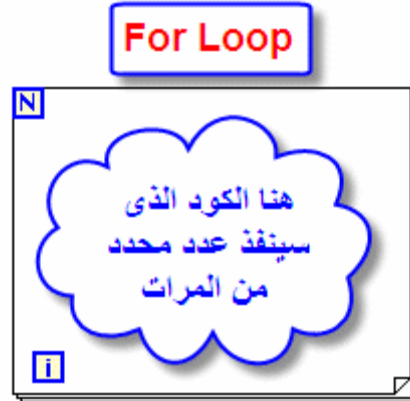 For Loop
N
هنا الكود الذى
سينفذ عدد محدد
من المرات
i